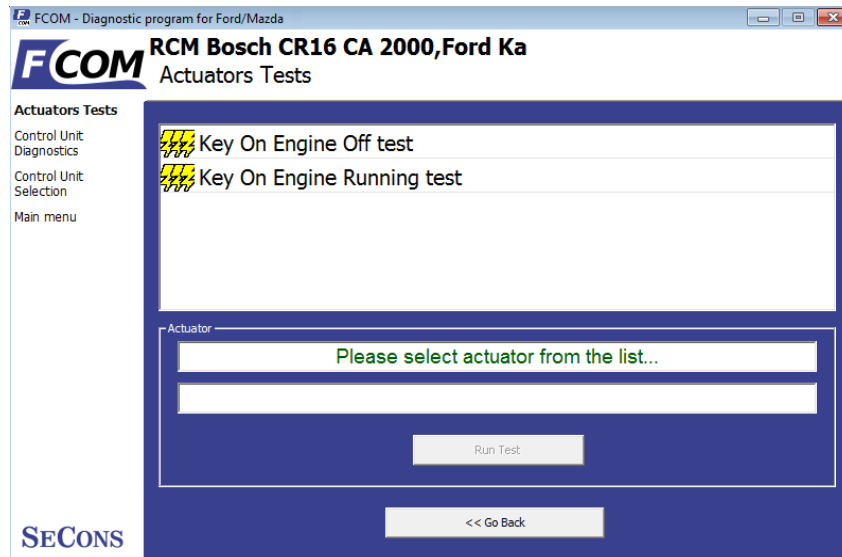 FCOM - Diagnostic program for Ford/Mazda
FCOM
RCM Bosch CR16 CA 2000,Ford Ka
Actuators Tests
Actuators Tests
Control Unit
Diagnostics
Control Unit
Selection
Main menu
Key On Engine Off test
Key On Engine Running test
Actuator
Please select actuator from the list...
Run Test
<< Go Back
SECONS